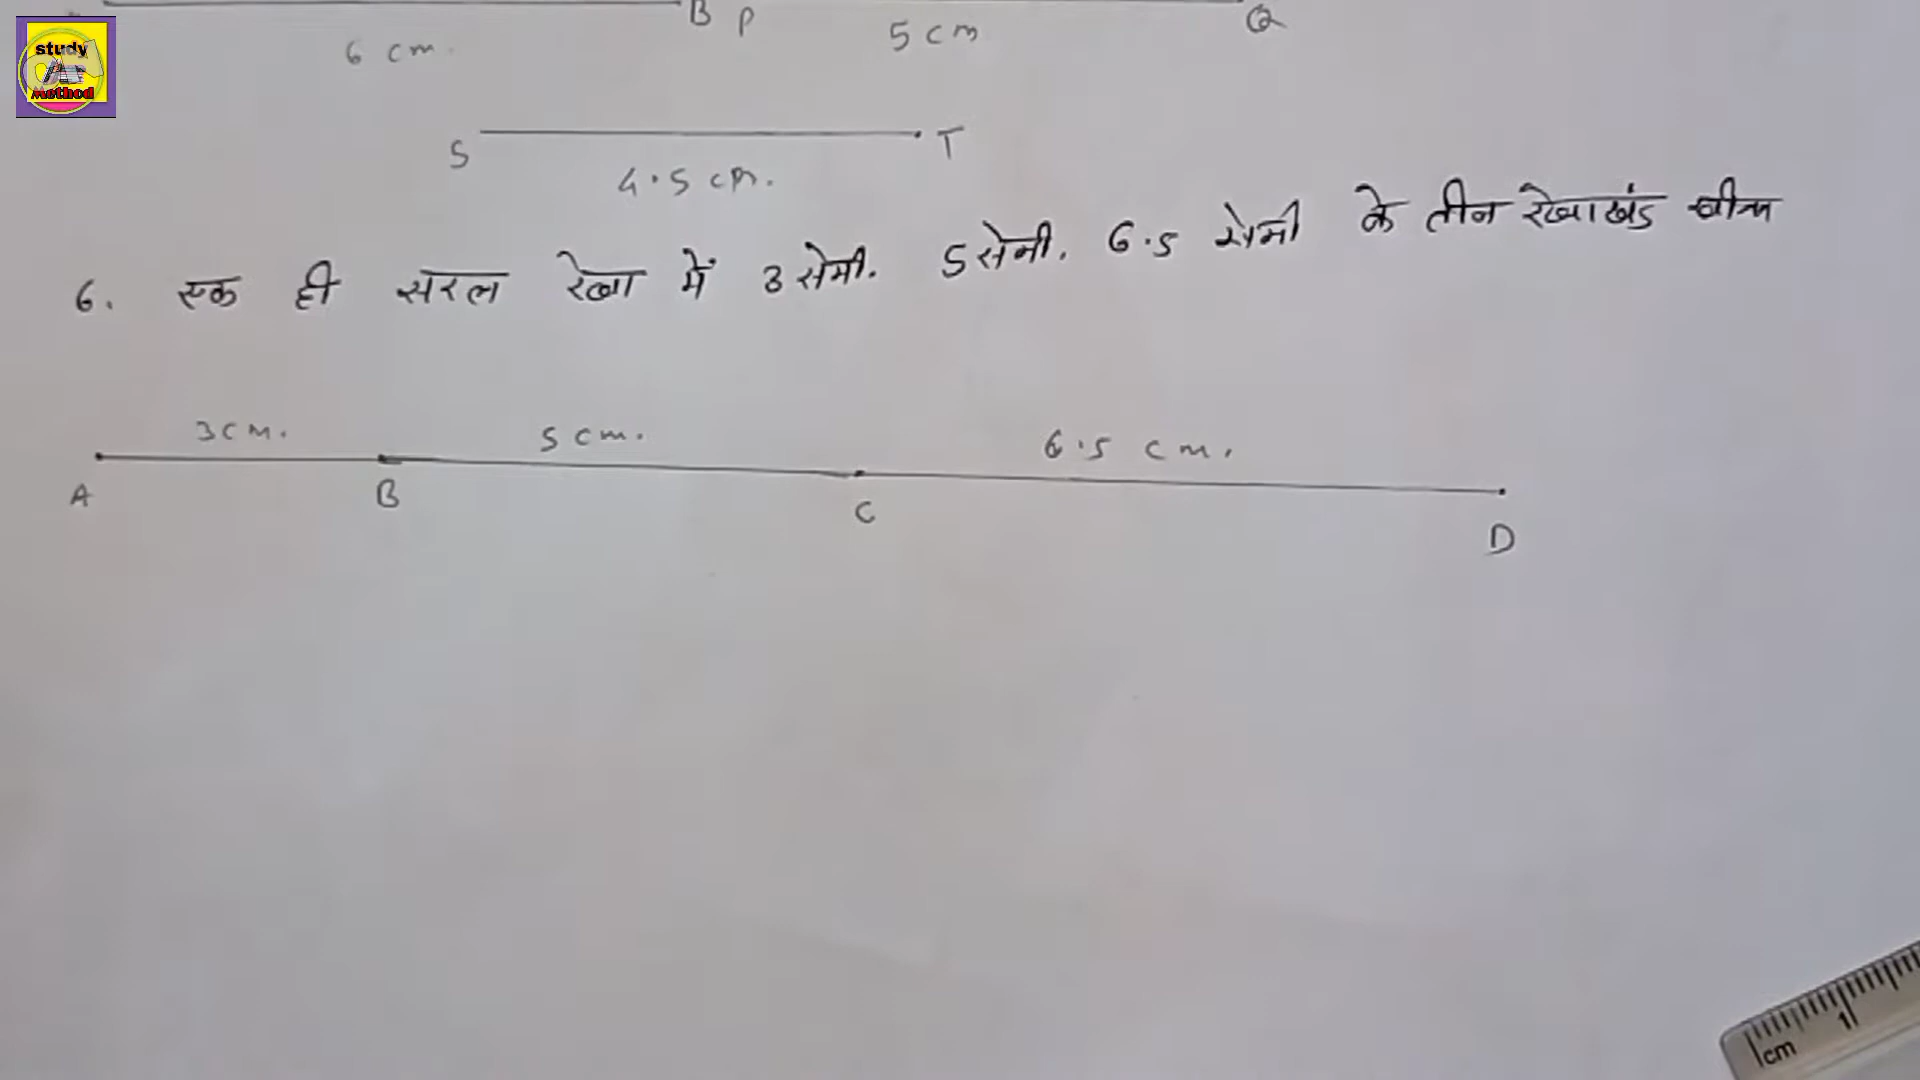 study
Method
B P Q
6 cm. 5 cm
S T
4.5 cm.
6. एक ही सरल रेखा में 3 सेमी. 5 सेमी. 6.5 सेमी के तीन रेखाखंड खींच
3 cm. 5 cm. 6.5 cm.
A B C D
1
cm